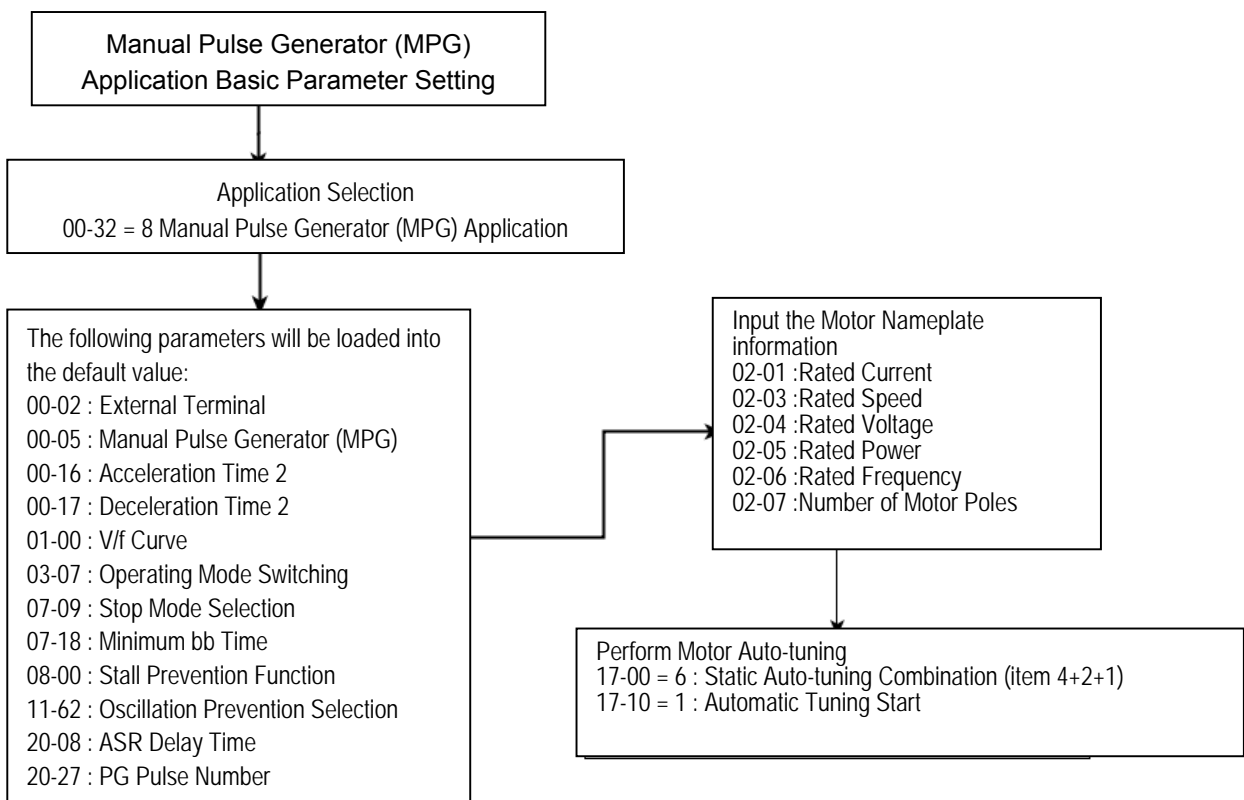 Manual Pulse Generator (MPG)
Application Basic Parameter Setting
Application Selection
00-32 = 8 Manual Pulse Generator (MPG) Application
The following parameters will be loaded into
the default value:
00-02 : External Terminal
00-05 : Manual Pulse Generator (MPG)
00-16 : Acceleration Time 2
00-17 : Deceleration Time 2
01-00 : V/f Curve
03-07 : Operating Mode Switching
07-09 : Stop Mode Selection
07-18 : Minimum bb Time
08-00 : Stall Prevention Function
11-62 : Oscillation Prevention Selection
20-08 : ASR Delay Time
20-27 : PG Pulse Number
Input the Motor Nameplate
information
02-01 :Rated Current
02-03 :Rated Speed
02-04 :Rated Voltage
02-05 :Rated Power
02-06 :Rated Frequency
02-07 :Number of Motor Poles
Perform Motor Auto-tuning
17-00 = 6 : Static Auto-tuning Combination (item 4+2+1)
17-10 = 1 : Automatic Tuning Start